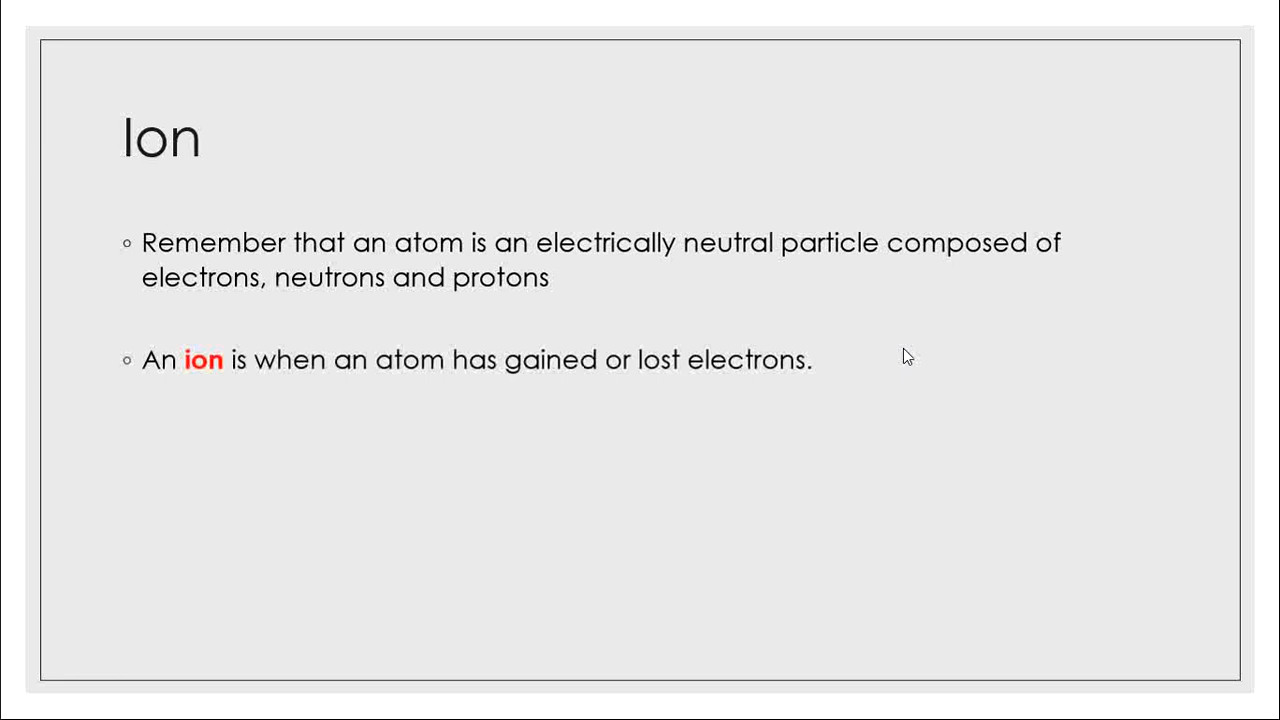 Ion
◦ Remember that an atom is an electrically neutral particle composed of
electrons, neutrons and protons
◦ An ion is when an atom has gained or lost electrons.